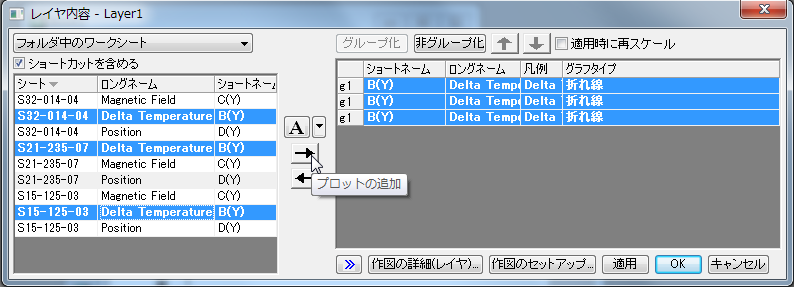 レイヤ内容 - Layer1
フォルダ中のワークシート
ショートカットを含める
シート ロングネーム ショートネーム
S32-014-04 Magnetic Field C(Y)
S32-014-04 Delta Temperature B(Y)
S32-014-04 Position D(Y)
S21-235-07 Delta Temperature B(Y)
S21-235-07 Magnetic Field C(Y)
S21-235-07 Position D(Y)
S15-125-03 Magnetic Field C(Y)
S15-125-03 Delta Temperature B(Y)
S15-125-03 Position D(Y)
A
プロットの追加
グループ化 非グループ化 適用時に再スケール
ショートネーム ロングネーム 凡例 グラフタイプ
g1 B(Y) Delta Tempe Delta 折れ線
g1 B(Y) Delta Tempe Delta 折れ線
g1 B(Y) Delta Tempe Delta 折れ線
作図の詳細(レイヤ)... 作図のセットアップ... 適用 OK キャンセル